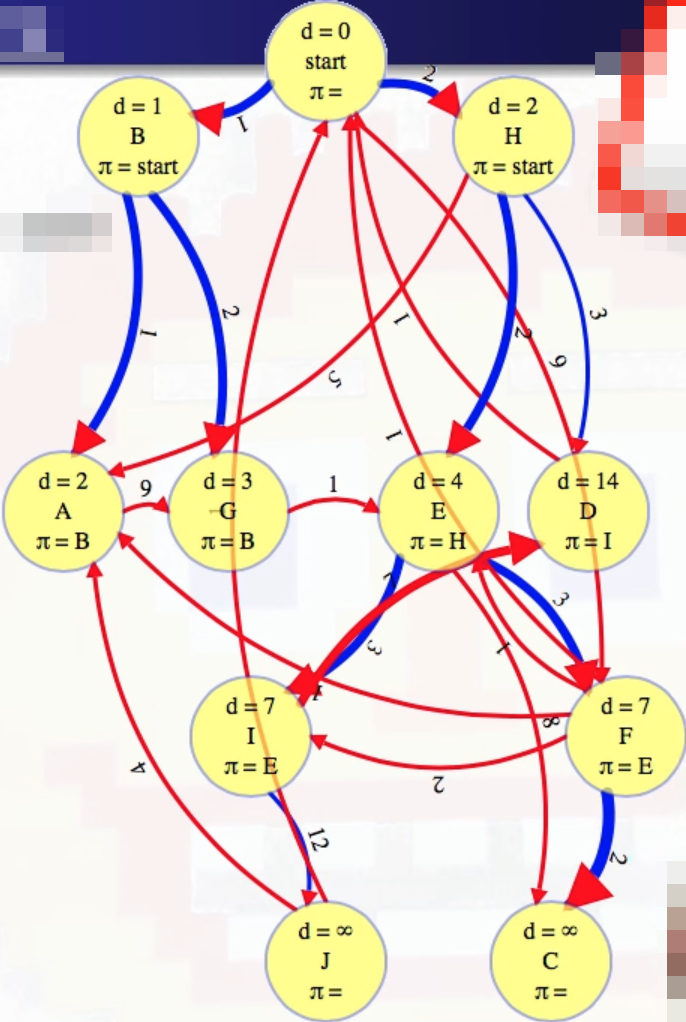 d = 0
start
π =
2
1
d = 1
B
π = start
d = 2
H
π = start
1
2
5
1
2
6
3
1
d = 2
A
π = B
9
d = 3
G
π = B
1
d = 4
E
π = H
d = 14
D
π = I
3
3
1
d = 7
I
π = E
8
d = 7
F
π = E
2
4
12
2
d = ∞
J
π =
d = ∞
C
π =